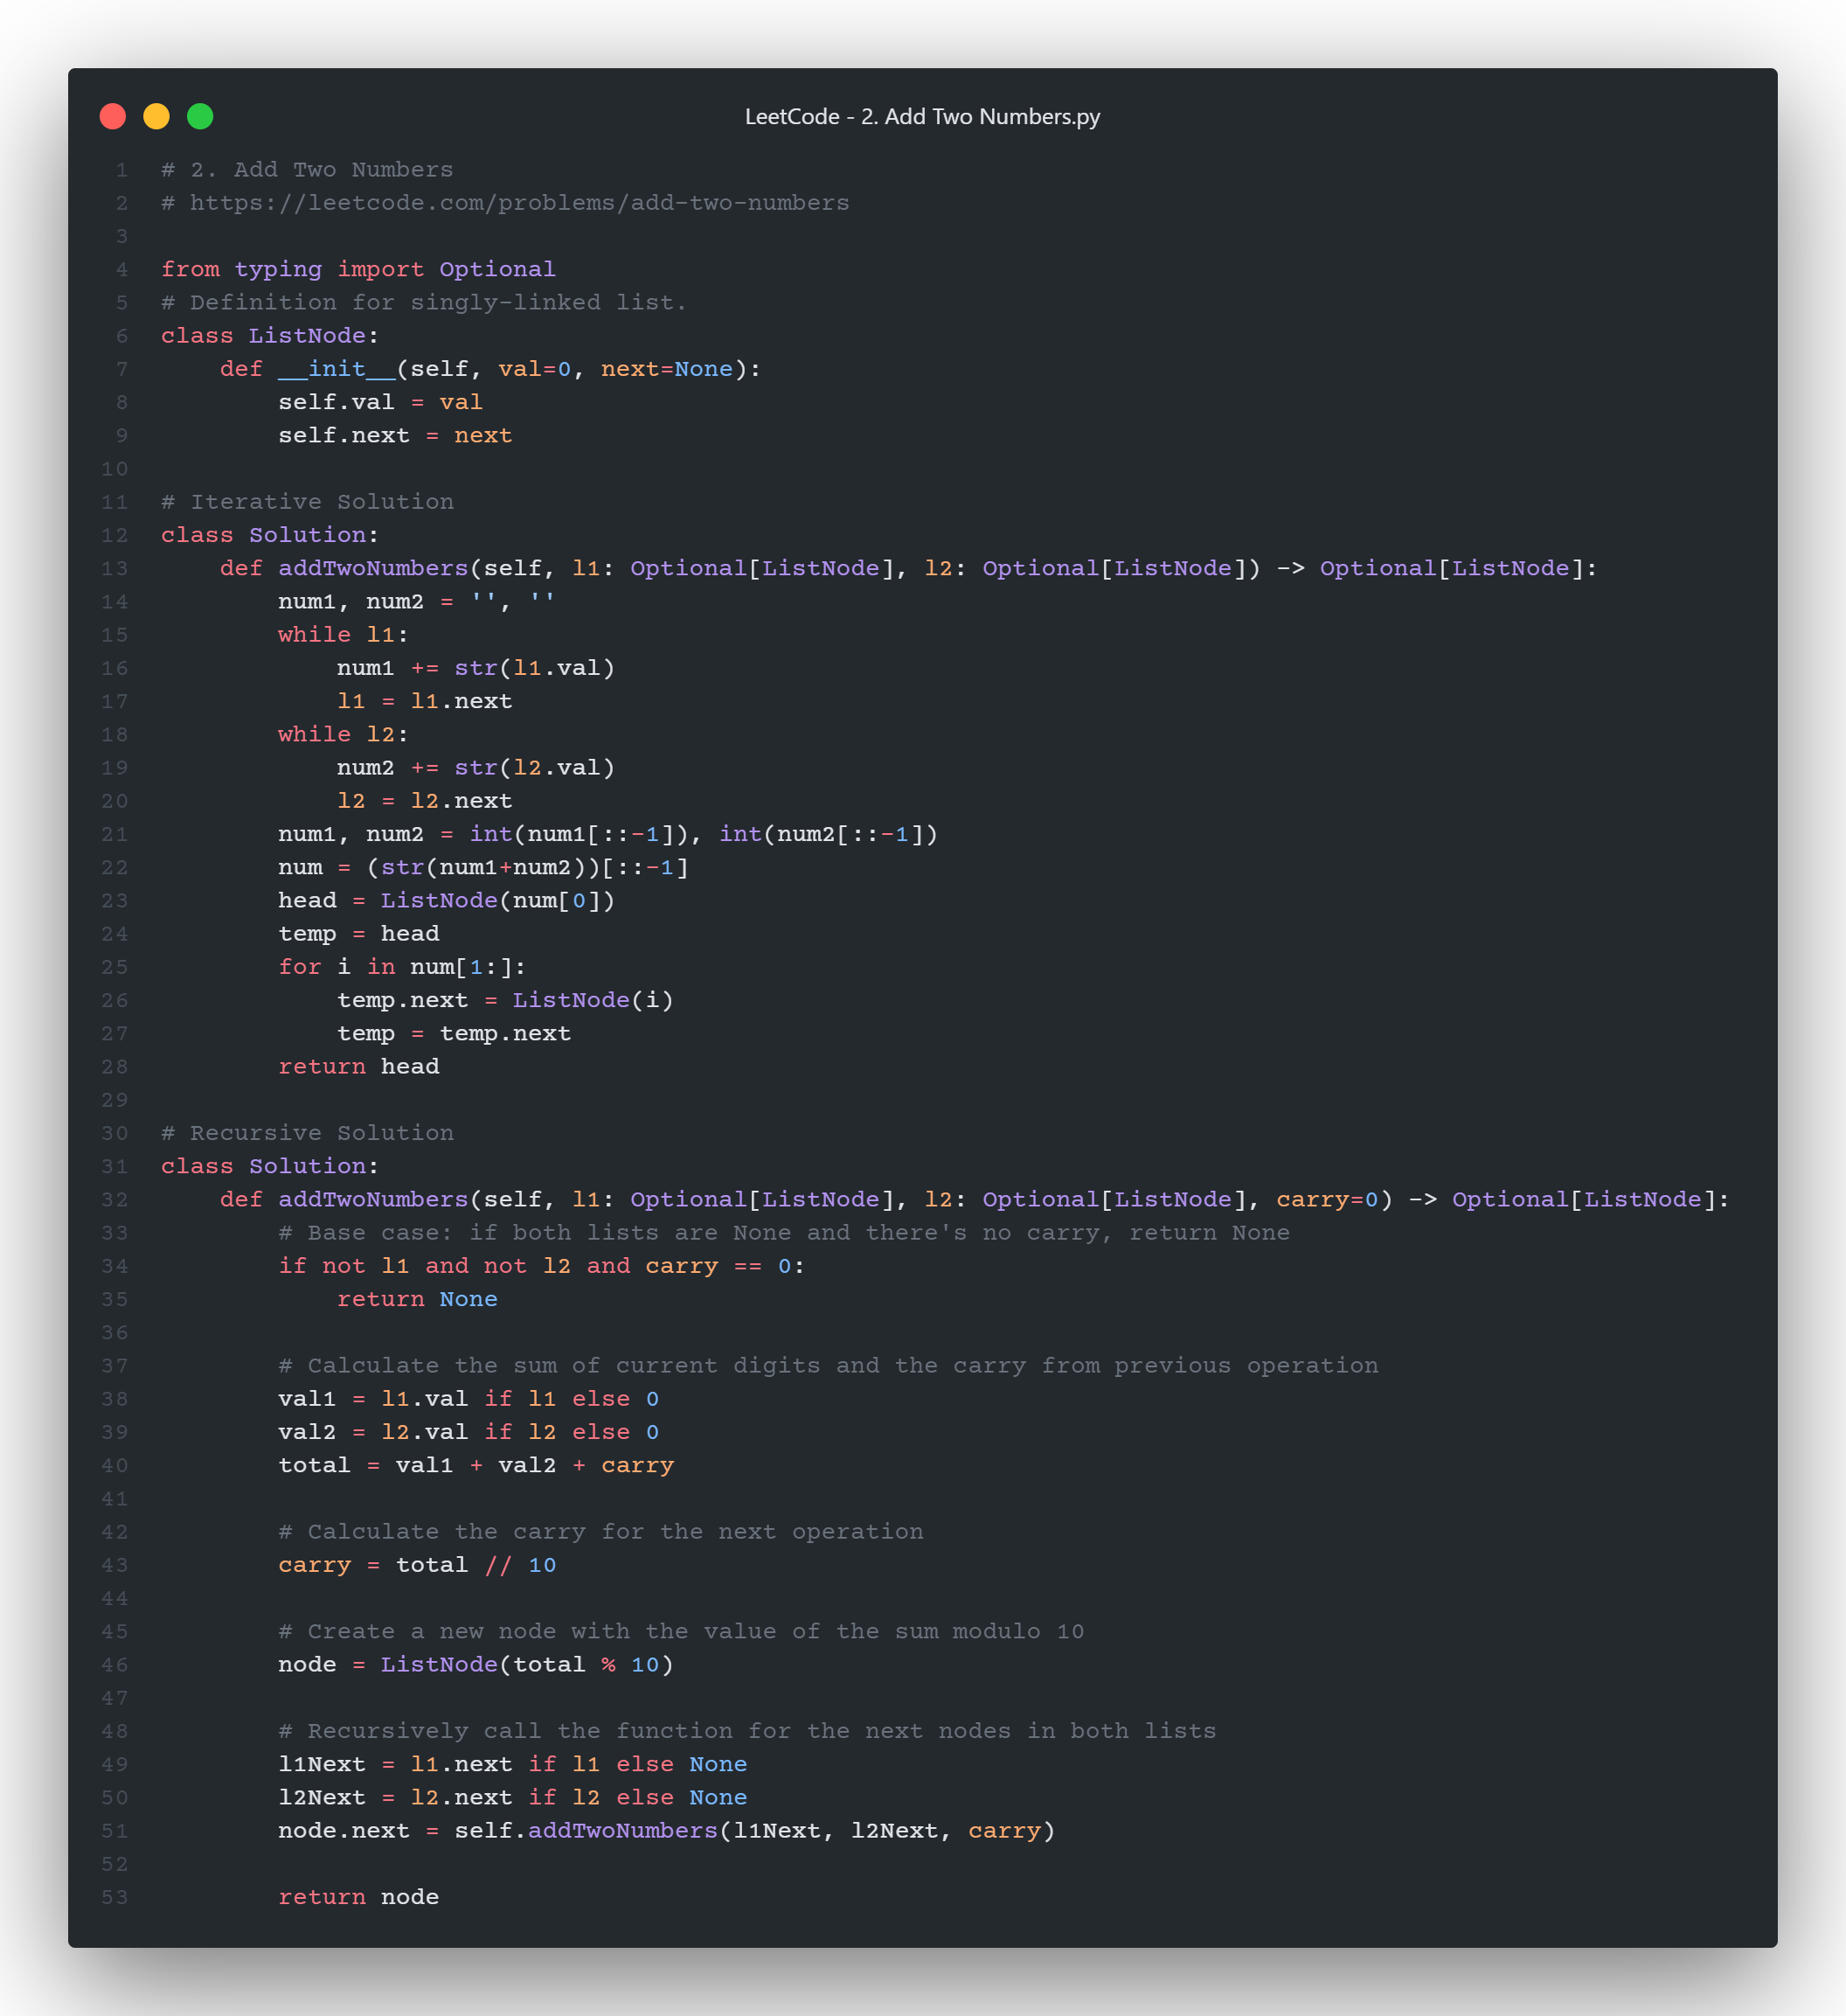 LeetCode - 2. Add Two Numbers.py
1 # 2. Add Two Numbers
2 # https://leetcode.com/problems/add-two-numbers
3
4 from typing import Optional
5 # Definition for singly-linked list.
6 class ListNode:
7     def __init__(self, val=0, next=None):
8         self.val = val
9         self.next = next
10
11 # Iterative Solution
12 class Solution:
13     def addTwoNumbers(self, l1: Optional[ListNode], l2: Optional[ListNode]) -> Optional[ListNode]:
14         num1, num2 = '', ''
15         while l1:
16             num1 += str(l1.val)
17             l1 = l1.next
18         while l2:
19             num2 += str(l2.val)
20             l2 = l2.next
21         num1, num2 = int(num1[::-1]), int(num2[::-1])
22         num = (str(num1+num2))[::-1]
23         head = ListNode(num[0])
24         temp = head
25         for i in num[1:]:
26             temp.next = ListNode(i)
27             temp = temp.next
28         return head
29
30 # Recursive Solution
31 class Solution:
32     def addTwoNumbers(self, l1: Optional[ListNode], l2: Optional[ListNode], carry=0) -> Optional[ListNode]:
33         # Base case: if both lists are None and there's no carry, return None
34         if not l1 and not l2 and carry == 0:
35             return None
36
37         # Calculate the sum of current digits and the carry from previous operation
38         val1 = l1.val if l1 else 0
39         val2 = l2.val if l2 else 0
40         total = val1 + val2 + carry
41
42         # Calculate the carry for the next operation
43         carry = total // 10
44
45         # Create a new node with the value of the sum modulo 10
46         node = ListNode(total % 10)
47
48         # Recursively call the function for the next nodes in both lists
49         l1Next = l1.next if l1 else None
50         l2Next = l2.next if l2 else None
51         node.next = self.addTwoNumbers(l1Next, l2Next, carry)
52
53         return node